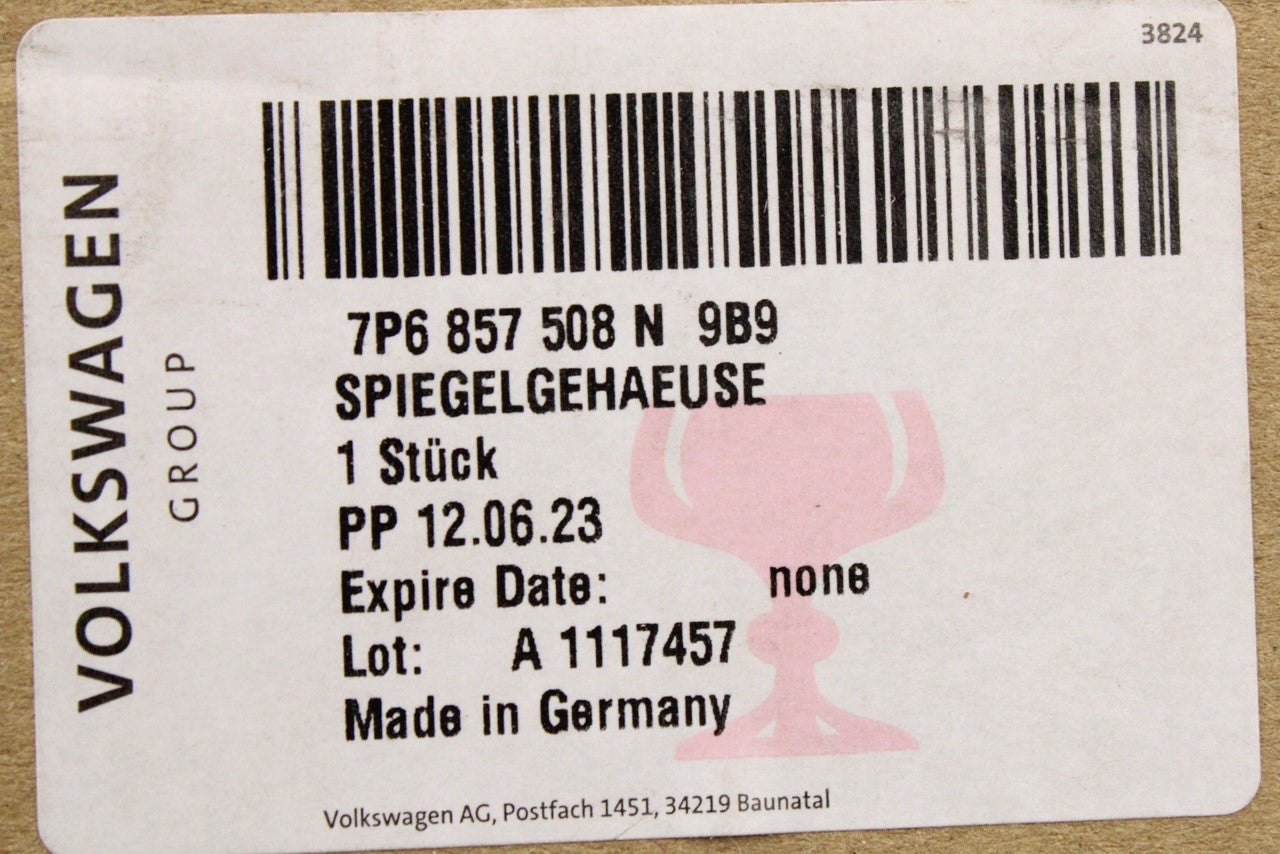 3824
VOLKSWAGEN
GROUP
7P6 857 508 N 9B9
SPIEGELGEHAEUSE
1 Stück
PP 12.06.23
Expire Date: none
Lot: A 1117457
Made in Germany
Volkswagen AG, Postfach 1451, 34219 Baunatal